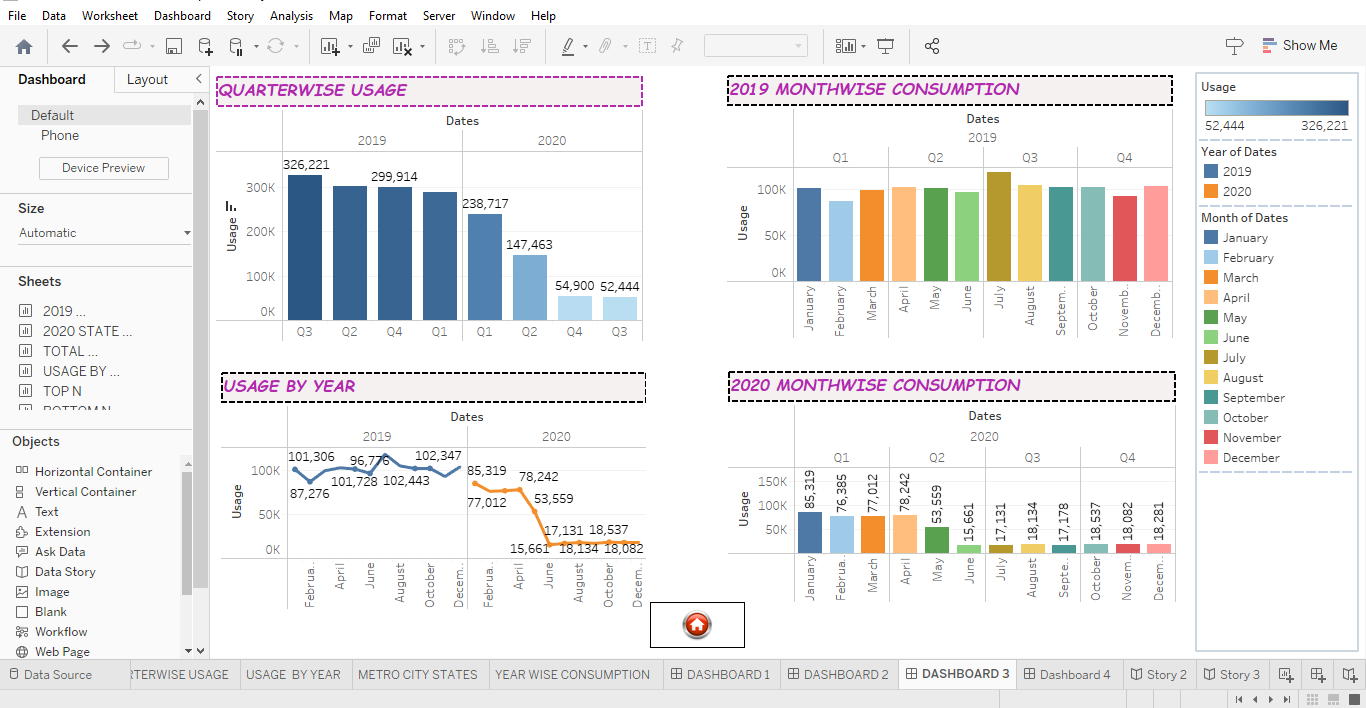 File Data Worksheet Dashboard Story Analysis Map Format Server Window Help
Show Me
Dashboard Layout
Default
Phone
Device Preview
Size
Automatic
Sheets
2019 ...
2020 STATE ...
TOTAL ...
USAGE BY ...
TOP N
BOTTOM N
Objects
Horizontal Container
Vertical Container
Text
Extension
Ask Data
Data Story
Image
Blank
Workflow
Web Page
QUARTERWISE USAGE
Dates
2019 2020
326,221
299,914
238,717
147,463
54,900 52,444
300K
200K
100K
0K
Usage
Q3 Q2 Q4 Q1 Q1 Q2 Q4 Q3
2019 MONTHWISE CONSUMPTION
Dates
2019
Q1 Q2 Q3 Q4
100K
50K
0K
Usage
January February March April May June July August Septem.. October Novemb.. Decemb..
USAGE BY YEAR
Dates
2019 2020
101,306 96,776 102,347
87,276 101,728 102,443
85,319 78,242
77,012 53,559
17,131 18,537
15,661 18,134 18,082
100K
50K
0K
Usage
Februa.. April June August October Decem.. Februa.. April June August October Decem..
2020 MONTHWISE CONSUMPTION
Dates
2020
Q1 Q2 Q3 Q4
150K
100K
50K
Usage
85,319 76,385 77,012 78,242 53,559 15,661 17,131 18,134 17,178 18,537 18,082 18,281
January Februa.. March April May June July August Septe.. October Novem.. Decem..
Usage
52,444 326,221
Year of Dates
2019
2020
Month of Dates
January
February
March
April
May
June
July
August
September
October
November
December
Data Source RTERWISE USAGE USAGE BY YEAR METRO CITY STATES YEAR WISE CONSUMPTION DASHBOARD 1 DASHBOARD 2 DASHBOARD 3 Dashboard 4 Story 2 Story 3